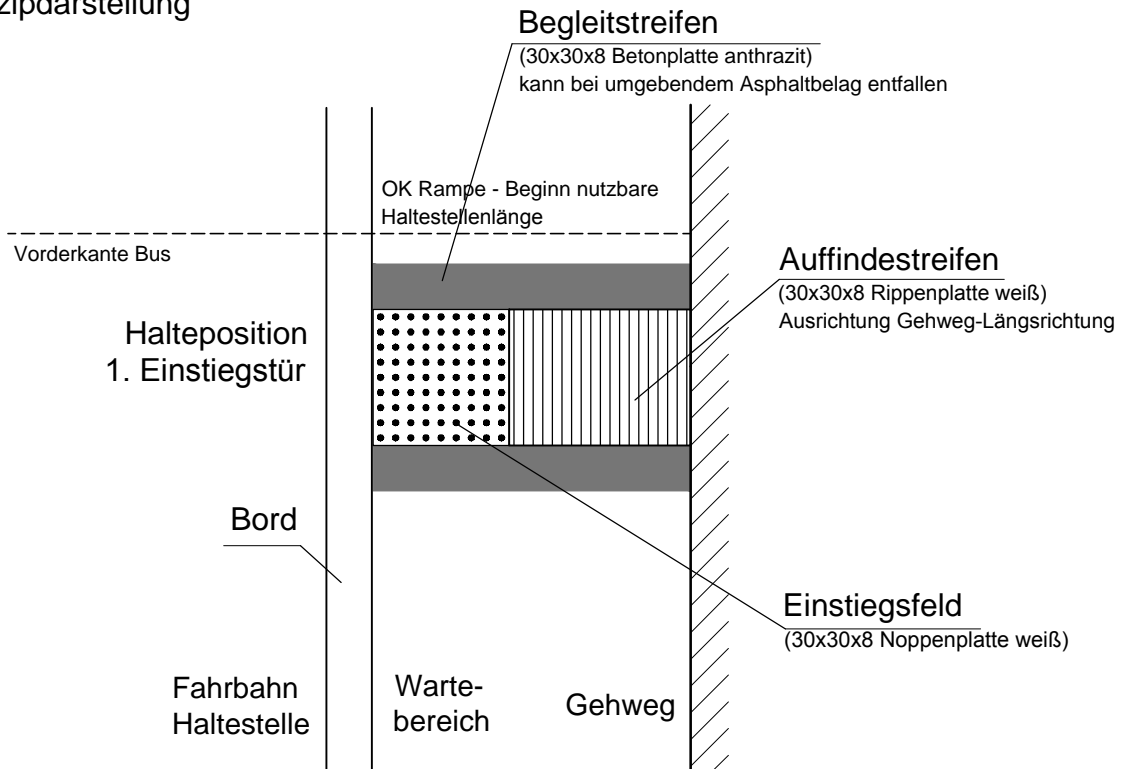 zipdarstellung
Begleitstreifen
(30x30x8 Betonplatte anthrazit)
kann bei umgebendem Asphaltbelag entfallen
OK Rampe - Beginn nutzbare
Haltestellenlänge
Vorderkante Bus
Auffindestreifen
(30x30x8 Rippenplatte weiß)
Ausrichtung Gehweg-Längsrichtung
Halteposition
1. Einstiegstür
Bord
Einstiegsfeld
(30x30x8 Noppenplatte weiß)
Fahrbahn
Haltestelle
Warte-
bereich
Gehweg